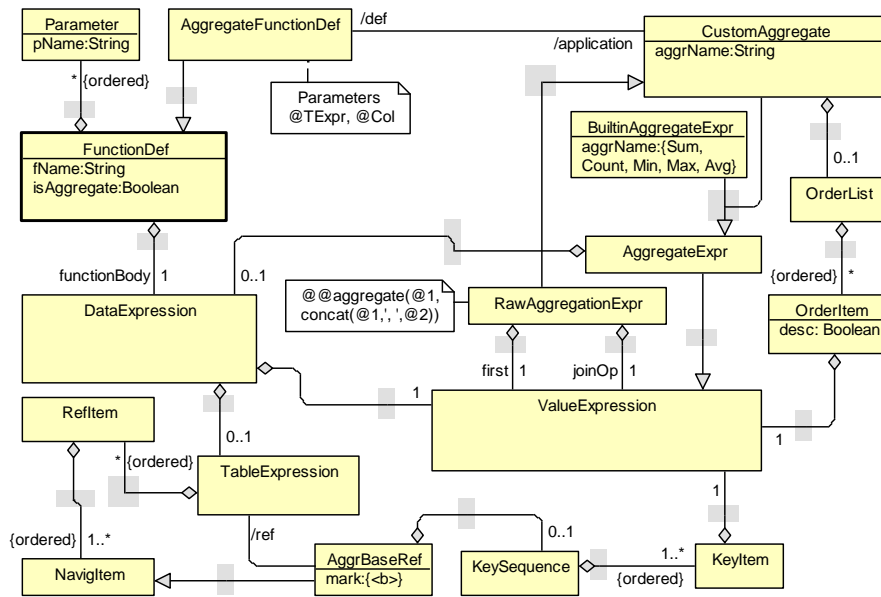 Parameter
pName:String
AggregateFunctionDef
/def
/application
CustomAggregate
aggrName:String
* {ordered}
Parameters
@TExpr, @Col
BuiltinAggregateExpr
aggrName:{Sum,
Count, Min, Max, Avg}
FunctionDef
fName:String
isAggregate:Boolean
0..1
OrderList
functionBody 1
0..1
AggregateExpr
{ordered} *
DataExpression
@@aggregate(@1,
concat(@1,', ',@2))
RawAggregationExpr
OrderItem
desc: Boolean
first 1
joinOp 1
1
ValueExpression
RefItem
0..1
1
* {ordered}
TableExpression
1
/ref
{ordered} 1..*
0..1
1..*
NavigItem
AggrBaseRef
mark:{<b>}
KeySequence
{ordered}
KeyItem